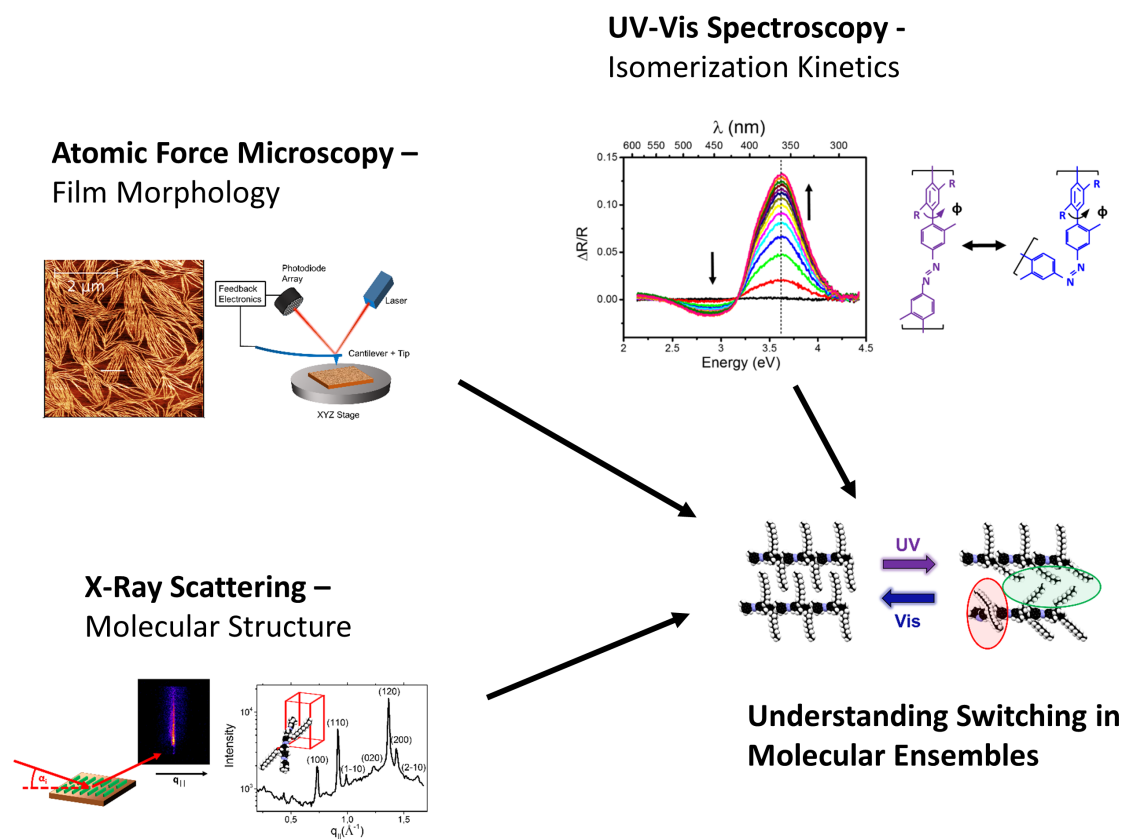 UV-Vis Spectroscopy -
Isomerization Kinetics
Atomic Force Microscopy –
Film Morphology
λ (nm)
600 550 500 450 400 350 300
0.15
0.10
0.05
0.00
ΔR/R
2 2.5 3.0 3.5 4.0 4.5
Energy (eV)
R
R
ϕ
N
N
R
R
ϕ
N
N
2 μm
Photodiode
Array
Feedback
Electronics
Laser
Cantilever + Tip
XYZ Stage
UV
Vis
X-Ray Scattering –
Molecular Structure
αi
q||
Intensity
10⁴
10³
(100)
(110)
(1-10)
(020)
(120)
(200)
(2-10)
0,5 1,0 1,5
q||(Å⁻¹)
Understanding Switching in
Molecular Ensembles